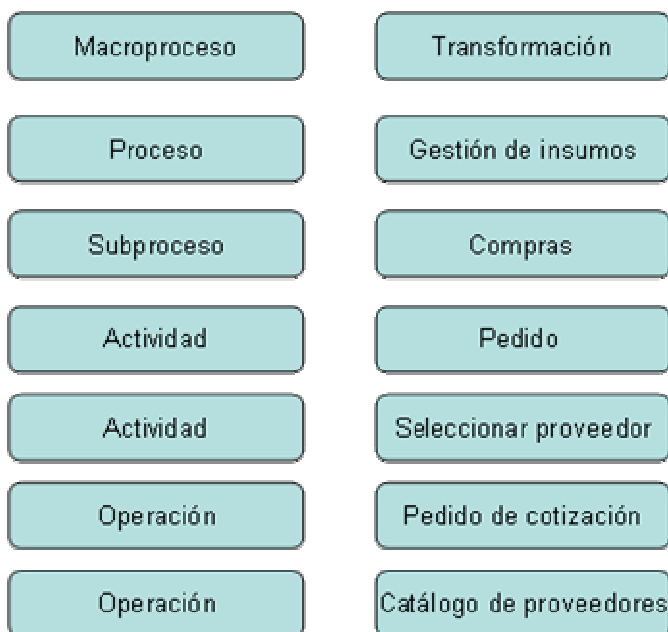 Macroproceso
Transformación
Proceso
Gestión de insumos
Subproceso
Compras
Actividad
Pedido
Actividad
Seleccionar proveedor
Operación
Pedido de cotización
Operación
Catálogo de proveedores